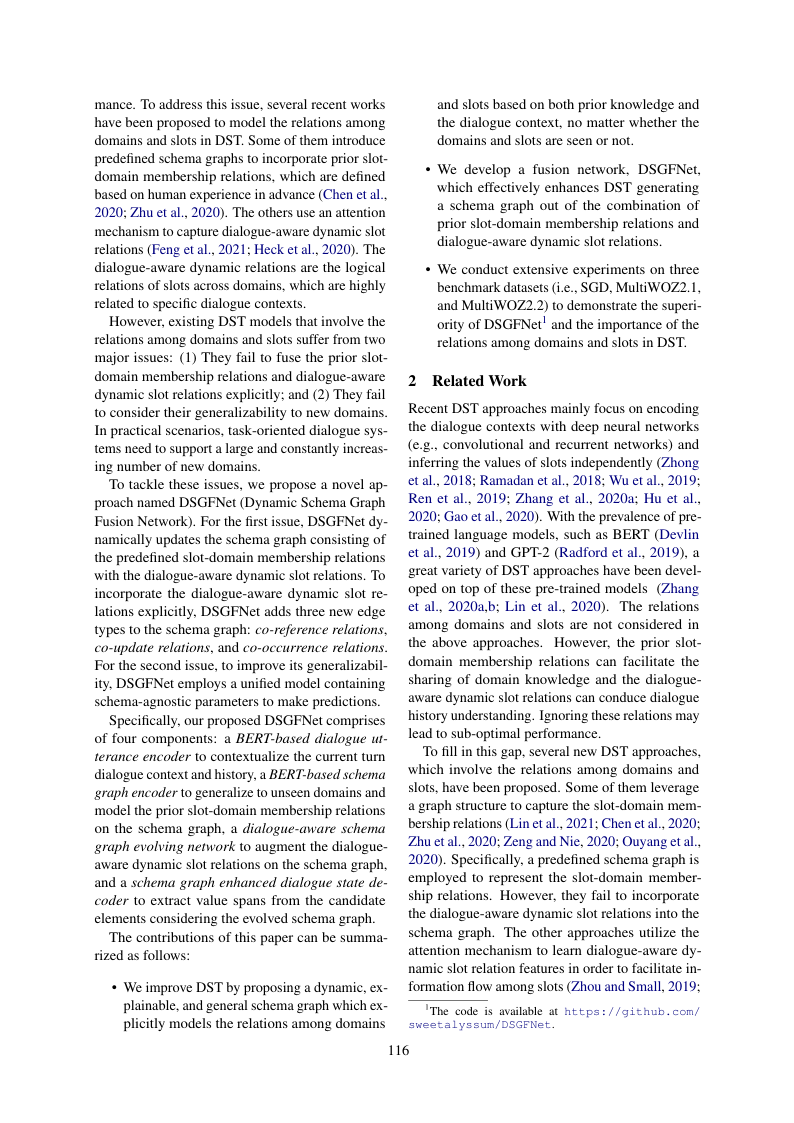 mance. To address this issue, several recent works
have been proposed to model the relations among
domains and slots in DST. Some of them introduce
predefined schema graphs to incorporate prior slot-
domain membership relations, which are defined
based on human experience in advance (Chen et al.,
2020; Zhu et al., 2020). The others use an attention
mechanism to capture dialogue-aware dynamic slot
relations (Feng et al., 2021; Heck et al., 2020). The
dialogue-aware dynamic relations are the logical
relations of slots across domains, which are highly
related to specific dialogue contexts.
However, existing DST models that involve the
relations among domains and slots suffer from two
major issues: (1) They fail to fuse the prior slot-
domain membership relations and dialogue-aware
dynamic slot relations explicitly; and (2) They fail
to consider their generalizability to new domains.
In practical scenarios, task-oriented dialogue sys-
tems need to support a large and constantly increas-
ing number of new domains.
To tackle these issues, we propose a novel ap-
proach named DSGFNet (Dynamic Schema Graph
Fusion Network). For the first issue, DSGFNet dy-
namically updates the schema graph consisting of
the predefined slot-domain membership relations
with the dialogue-aware dynamic slot relations. To
incorporate the dialogue-aware dynamic slot re-
lations explicitly, DSGFNet adds three new edge
types to the schema graph: co-reference relations,
co-update relations, and co-occurrence relations.
For the second issue, to improve its generalizabil-
ity, DSGFNet employs a unified model containing
schema-agnostic parameters to make predictions.
Specifically, our proposed DSGFNet comprises
of four components: a BERT-based dialogue ut-
terance encoder to contextualize the current turn
dialogue context and history, a BERT-based schema
graph encoder to generalize to unseen domains and
model the prior slot-domain membership relations
on the schema graph, a dialogue-aware schema
graph evolving network to augment the dialogue-
aware dynamic slot relations on the schema graph,
and a schema graph enhanced dialogue state de-
coder to extract value spans from the candidate
elements considering the evolved schema graph.
The contributions of this paper can be summa-
rized as follows:
• We improve DST by proposing a dynamic, ex-
plainable, and general schema graph which ex-
plicitly models the relations among domains
and slots based on both prior knowledge and
the dialogue context, no matter whether the
domains and slots are seen or not.
• We develop a fusion network, DSGFNet,
which effectively enhances DST generating
a schema graph out of the combination of
prior slot-domain membership relations and
dialogue-aware dynamic slot relations.
• We conduct extensive experiments on three
benchmark datasets (i.e., SGD, MultiWOZ2.1,
and MultiWOZ2.2) to demonstrate the superi-
ority of DSGFNet1 and the importance of the
relations among domains and slots in DST.
2 Related Work
Recent DST approaches mainly focus on encoding
the dialogue contexts with deep neural networks
(e.g., convolutional and recurrent networks) and
inferring the values of slots independently (Zhong
et al., 2018; Ramadan et al., 2018; Wu et al., 2019;
Ren et al., 2019; Zhang et al., 2020a; Hu et al.,
2020; Gao et al., 2020). With the prevalence of pre-
trained language models, such as BERT (Devlin
et al., 2019) and GPT-2 (Radford et al., 2019), a
great variety of DST approaches have been devel-
oped on top of these pre-trained models (Zhang
et al., 2020a,b; Lin et al., 2020). The relations
among domains and slots are not considered in
the above approaches. However, the prior slot-
domain membership relations can facilitate the
sharing of domain knowledge and the dialogue-
aware dynamic slot relations can conduce dialogue
history understanding. Ignoring these relations may
lead to sub-optimal performance.
To fill in this gap, several new DST approaches,
which involve the relations among domains and
slots, have been proposed. Some of them leverage
a graph structure to capture the slot-domain mem-
bership relations (Lin et al., 2021; Chen et al., 2020;
Zhu et al., 2020; Zeng and Nie, 2020; Ouyang et al.,
2020). Specifically, a predefined schema graph is
employed to represent the slot-domain member-
ship relations. However, they fail to incorporate
the dialogue-aware dynamic slot relations into the
schema graph. The other approaches utilize the
attention mechanism to learn dialogue-aware dy-
namic slot relation features in order to facilitate in-
formation flow among slots (Zhou and Small, 2019;
1The code is available at https://github.com/
sweetalyssum/DSGFNet.
116